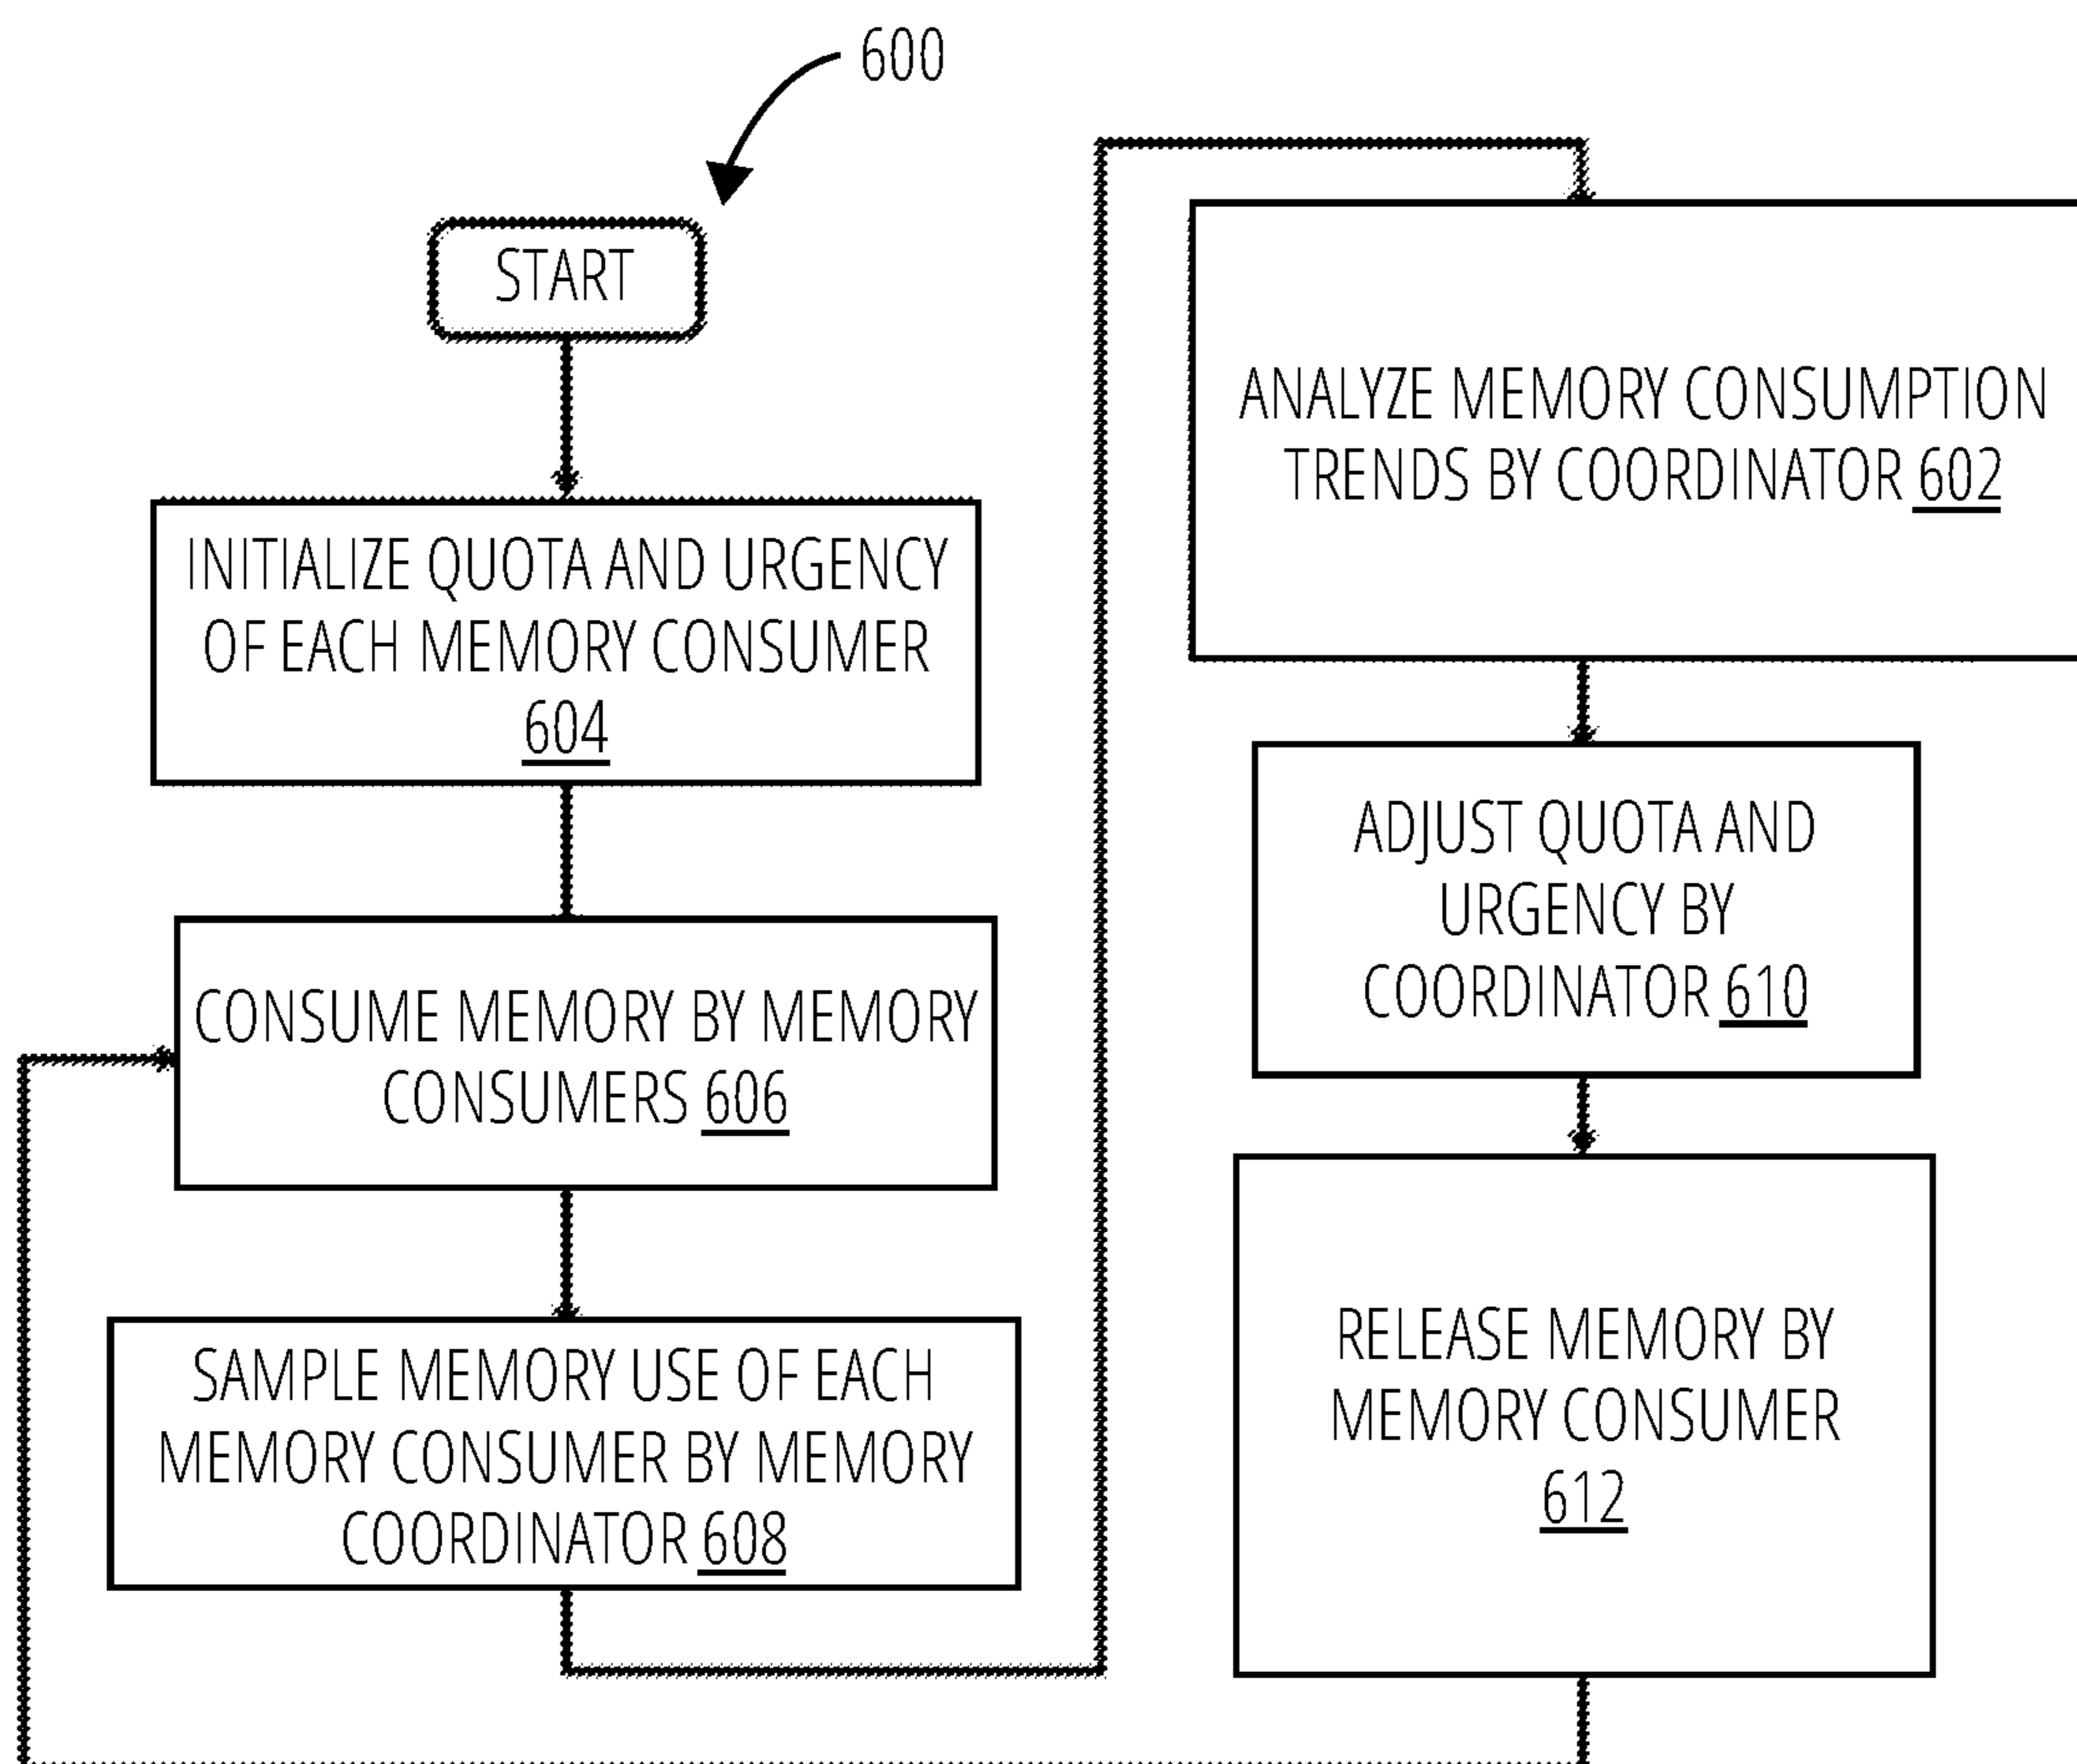 600
START
INITIALIZE QUOTA AND URGENCY
OF EACH MEMORY CONSUMER
604
CONSUME MEMORY BY MEMORY
CONSUMERS 606
SAMPLE MEMORY USE OF EACH
MEMORY CONSUMER BY MEMORY
COORDINATOR 608
ANALYZE MEMORY CONSUMPTION
TRENDS BY COORDINATOR 602
ADJUST QUOTA AND
URGENCY BY
COORDINATOR 610
RELEASE MEMORY BY
MEMORY CONSUMER
612